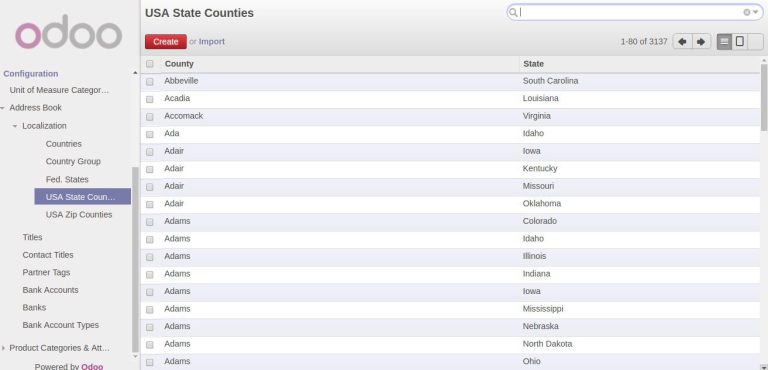 odoo
USA State Counties
Create or Import
1-80 of 3137
Configuration
Unit of Measure Categor...
Address Book
Localization
Countries
Country Group
Fed. States
USA State Coun...
USA Zip Counties
Titles
Contact Titles
Partner Tags
Bank Accounts
Banks
Bank Account Types
Product Categories & Att...
Powered by Odoo
County State
Abbeville South Carolina
Acadia Louisiana
Accomack Virginia
Ada Idaho
Adair Iowa
Adair Kentucky
Adair Missouri
Adair Oklahoma
Adams Colorado
Adams Idaho
Adams Illinois
Adams Indiana
Adams Iowa
Adams Mississippi
Adams Nebraska
Adams North Dakota
Adams Ohio